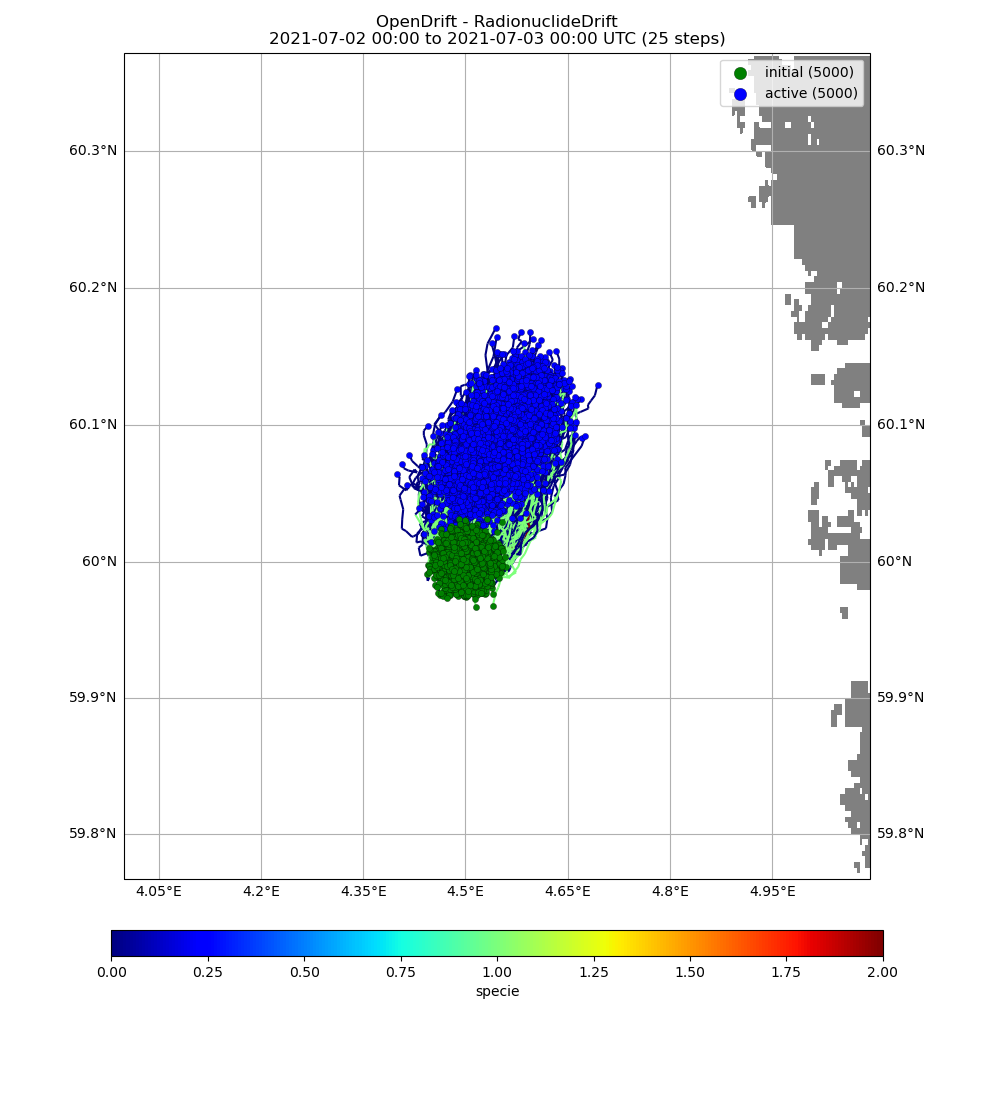 OpenDrift - RadionuclideDrift
2021-07-02 00:00 to 2021-07-03 00:00 UTC (25 steps)
initial (5000)
active (5000)
60.3°N 60.3°N
60.2°N 60.2°N
60.1°N 60.1°N
60°N 60°N
59.9°N 59.9°N
59.8°N 59.8°N
4.05°E 4.2°E 4.35°E 4.5°E 4.65°E 4.8°E 4.95°E
0.00 0.25 0.50 0.75 1.00 1.25 1.50 1.75 2.00
specie